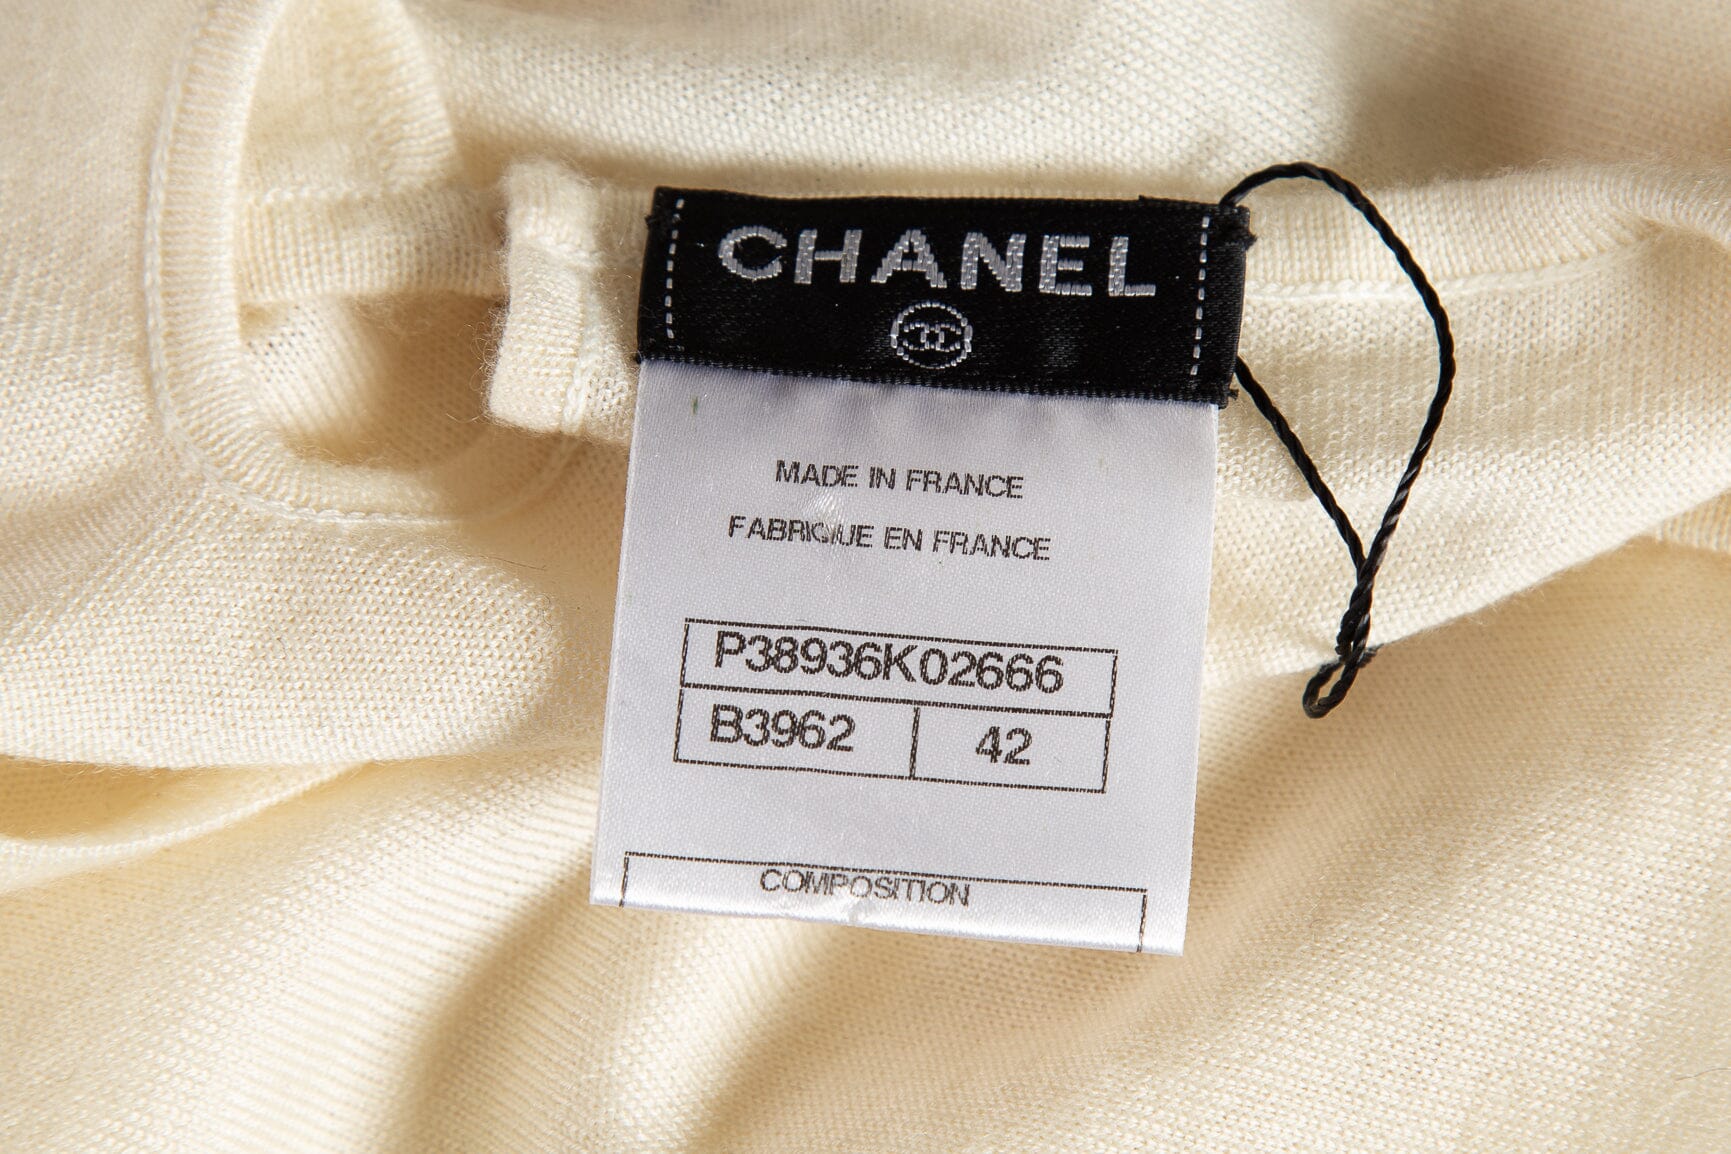 CHANEL
MADE IN FRANCE
FABRIQUE EN FRANCE
P38936K02666
B3962 42
COMPOSITION